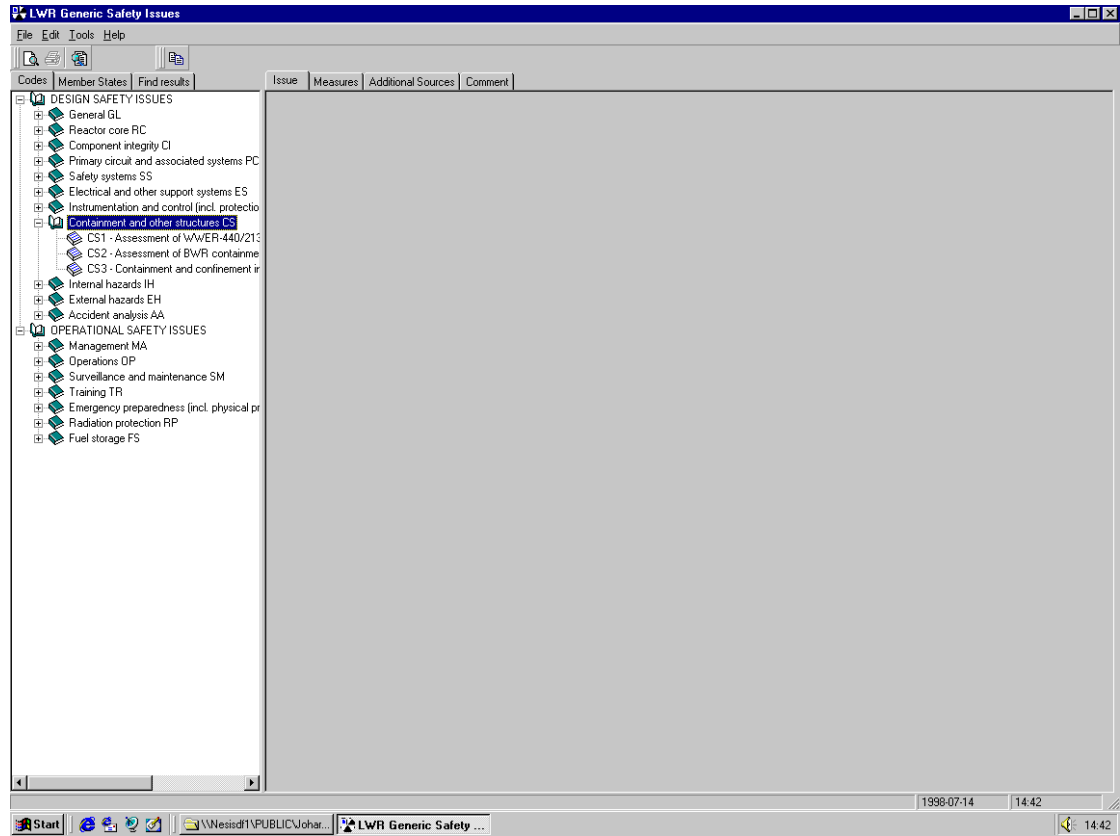 LWR Generic Safety Issues
File Edit Tools Help
Codes Member States Find results Issue Measures Additional Sources Comment
DESIGN SAFETY ISSUES
General GL
Reactor core RC
Component integrity CI
Primary circuit and associated systems PC
Safety systems SS
Electrical and other support systems ES
Instrumentation and control (incl. protectio
Containment and other structures CS
CS1 - Assessment of WWER-440/213
CS2 - Assessment of BWR containme
CS3 - Containment and confinement ir
Internal hazards IH
External hazards EH
Accident analysis AA
OPERATIONAL SAFETY ISSUES
Management MA
Operations OP
Surveillance and maintenance SM
Training TR
Emergency preparedness (incl. physical pr
Radiation protection RP
Fuel storage FS
1998-07-14 14:42
Start \\Nesisdf1\PUBLIC\Johar... LWR Generic Safety ... 14:42